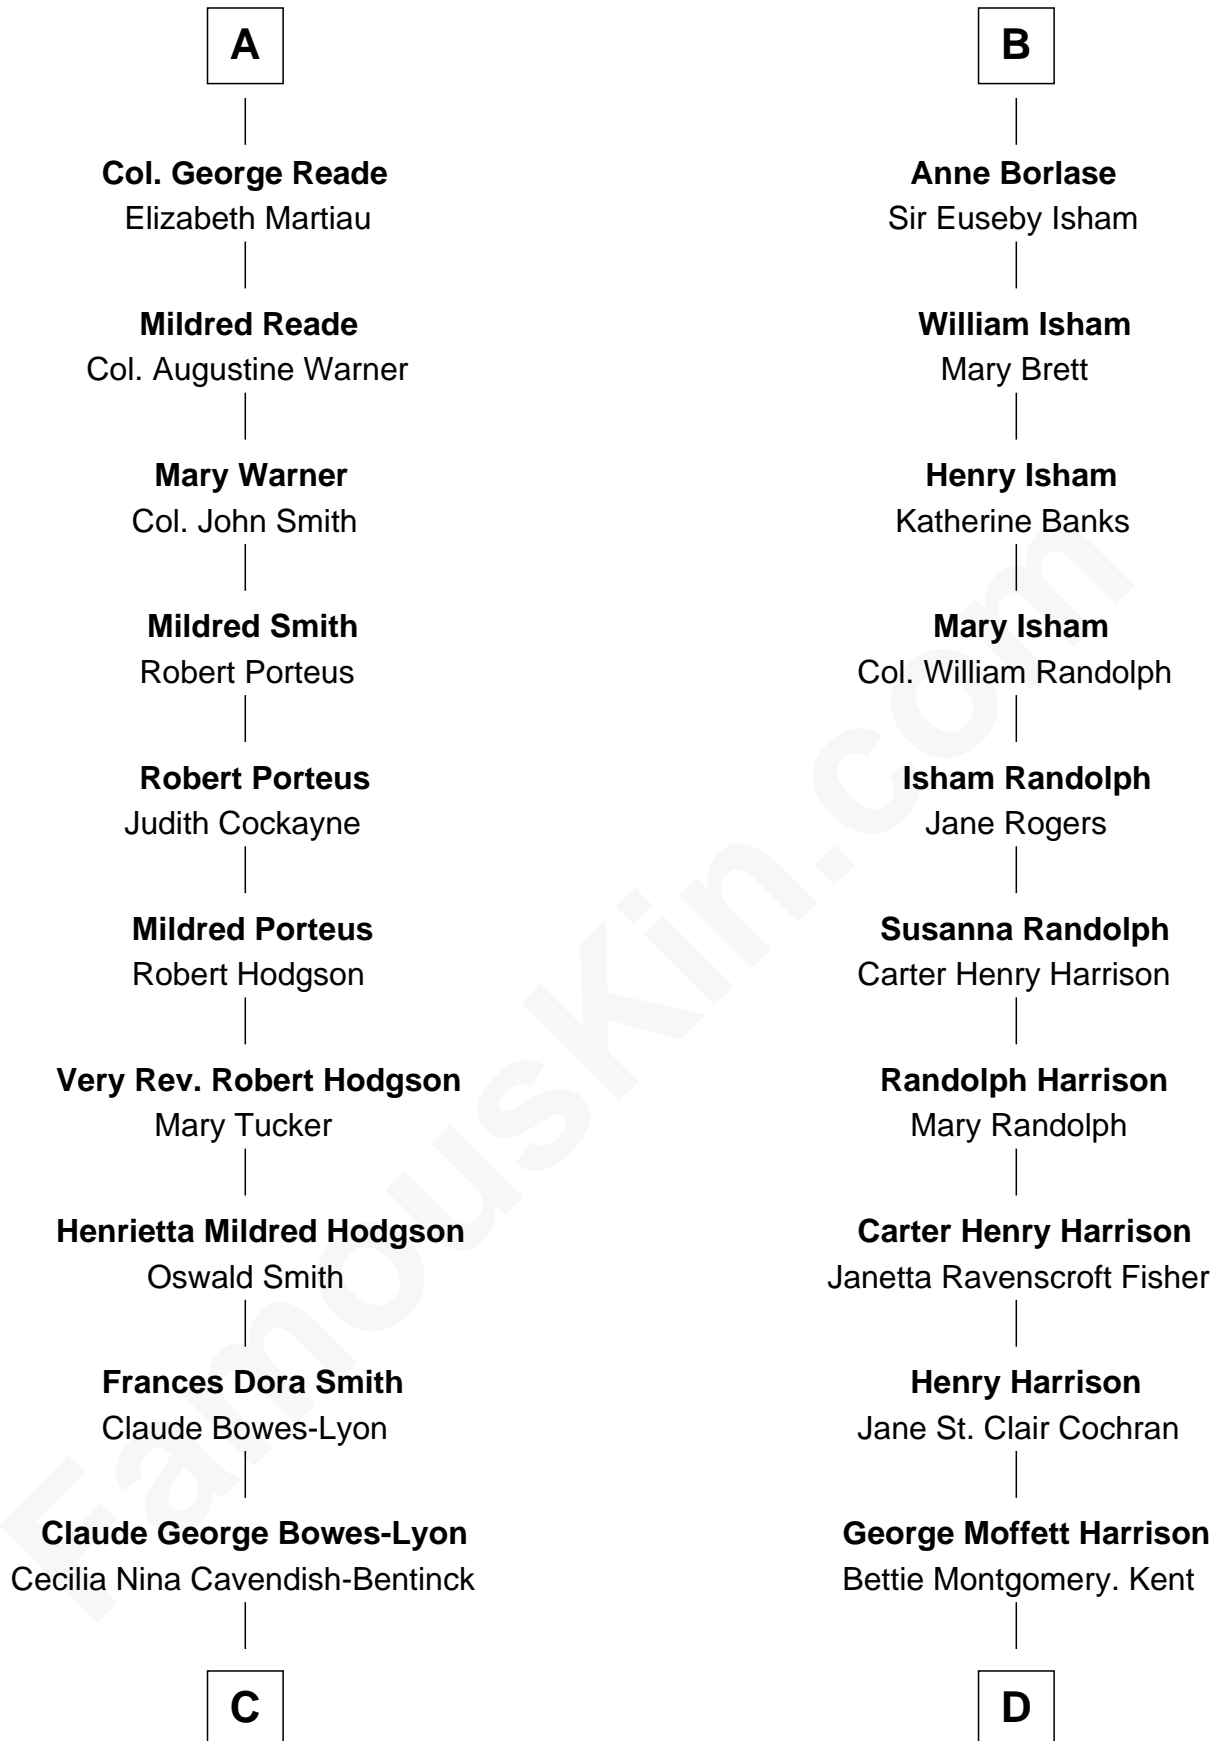 A
Col. George Reade
Elizabeth Martiau
Mildred Reade
Col. Augustine Warner
Mary Warner
Col. John Smith
Mildred Smith
Robert Porteus
Robert Porteus
Judith Cockayne
Mildred Porteus
Robert Hodgson
Very Rev. Robert Hodgson
Mary Tucker
Henrietta Mildred Hodgson
Oswald Smith
Frances Dora Smith
Claude Bowes-Lyon
Claude George Bowes-Lyon
Cecilia Nina Cavendish-Bentinck
C
B
Anne Borlase
Sir Euseby Isham
William Isham
Mary Brett
Henry Isham
Katherine Banks
Mary Isham
Col. William Randolph
Isham Randolph
Jane Rogers
Susanna Randolph
Carter Henry Harrison
Randolph Harrison
Mary Randolph
Carter Henry Harrison
Janetta Ravenscroft Fisher
Henry Harrison
Jane St. Clair Cochran
George Moffett Harrison
Bettie Montgomery. Kent
D
FamousKin.com